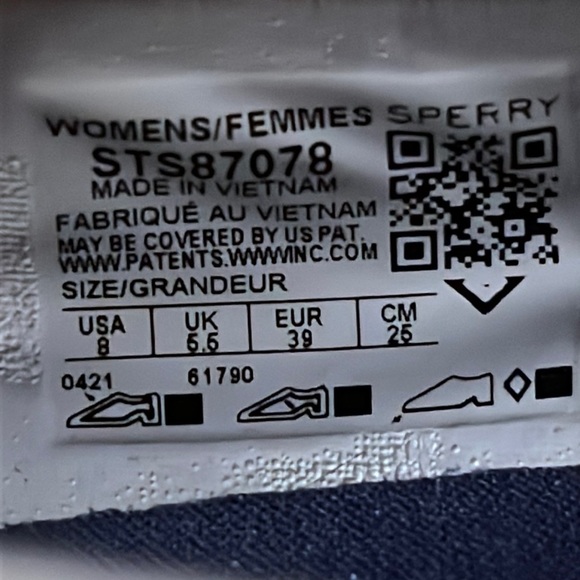 WOMENS/FEMMES SPERRY
STS87078
MADE IN VIETNAM
FABRIQUÉ AU VIETNAM
MAY BE COVERED BY US PAT.
WWW.PATENTS.WWWINC.COM
SIZE/GRANDEUR
USA UK EUR CM
8 5.5 39 25
0421 61790